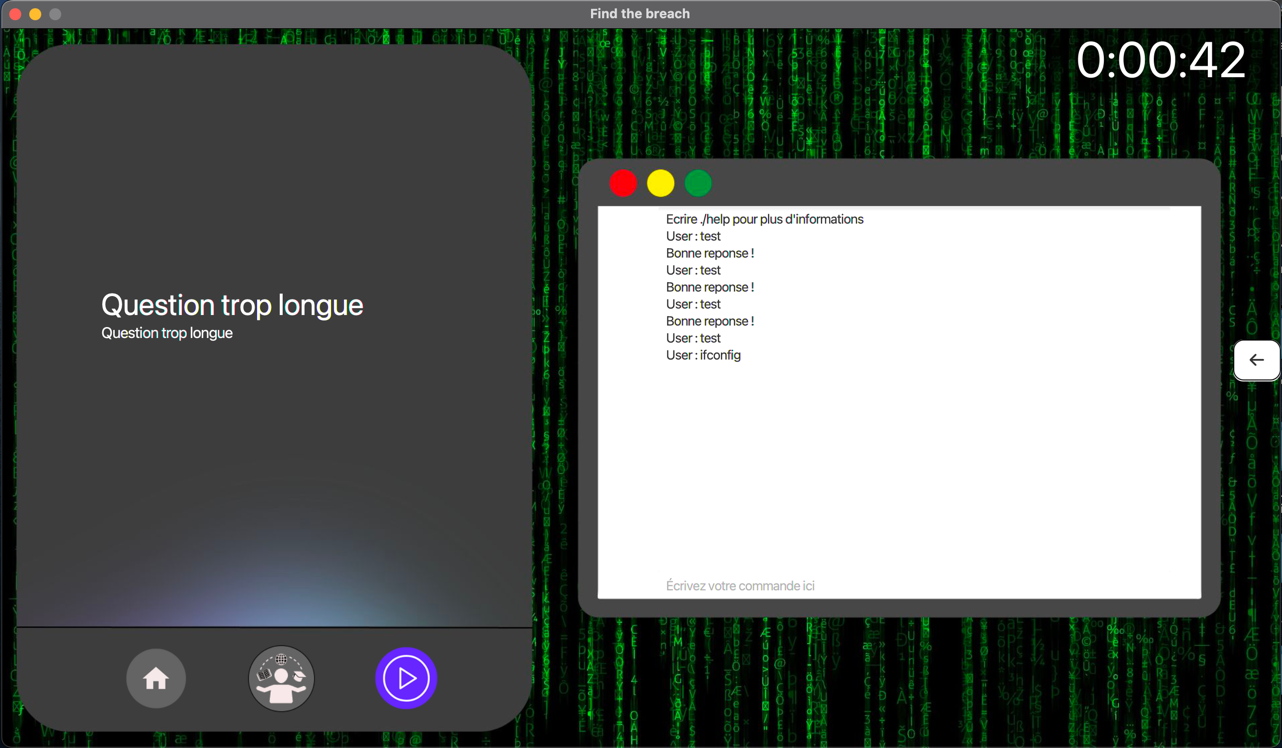 Find the breach
0:00:42
Question trop longue
Question trop longue
Ecrire ./help pour plus d'informations
User : test
Bonne reponse !
User : test
Bonne reponse !
User : test
Bonne reponse !
User : test
User : ifconfig
Écrivez votre commande ici